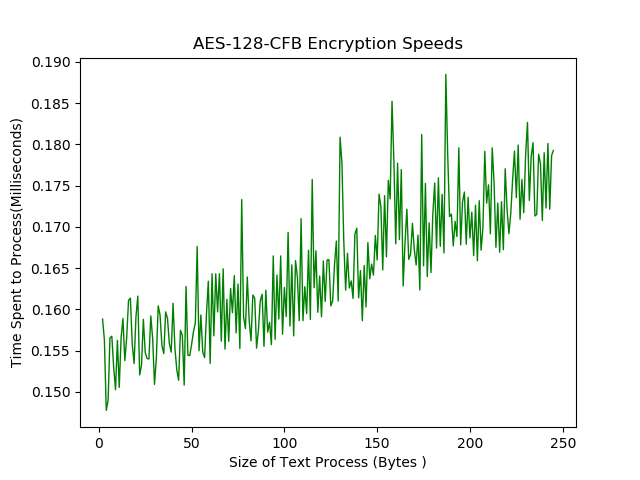 AES-128-CFB Encryption Speeds
Time Spent to Process(Milliseconds)
0.190
0.185
0.180
0.175
0.170
0.165
0.160
0.155
0.150
0 50 100 150 200 250
Size of Text Process (Bytes )